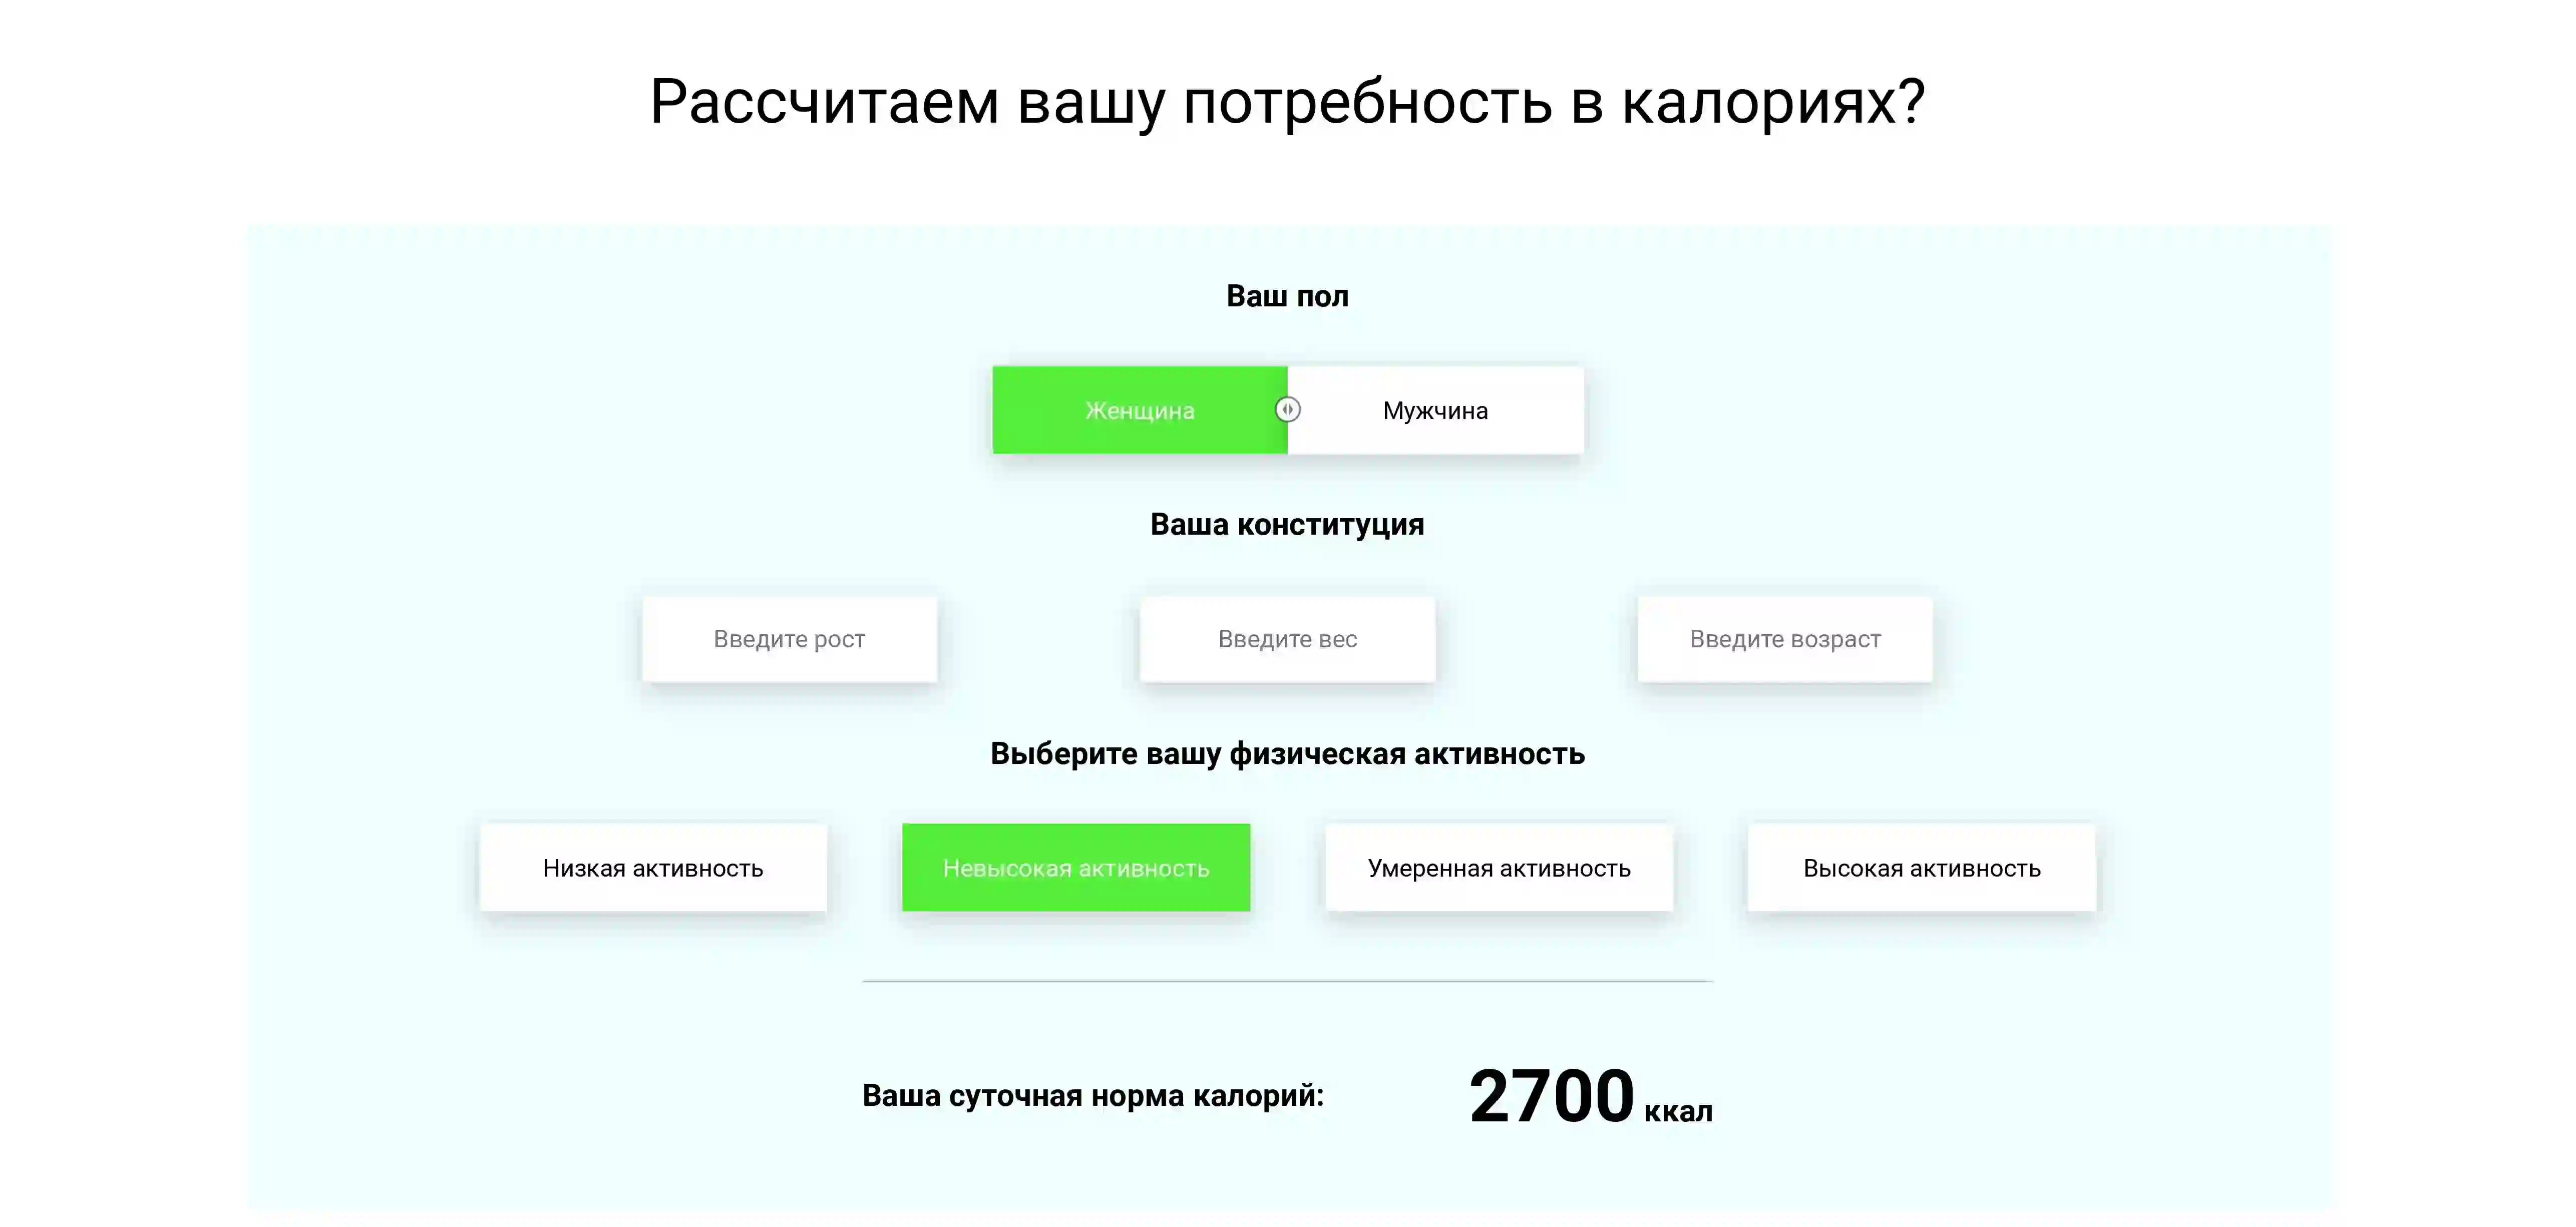 Рассчитаем вашу потребность в калориях?
Ваш пол
Женщина Мужчина
Ваша конституция
Введите рост Введите вес Введите возраст
Выберите вашу физическая активность
Низкая активность Невысокая активность Умеренная активность Высокая активность
Ваша суточная норма калорий: 2700 ккал